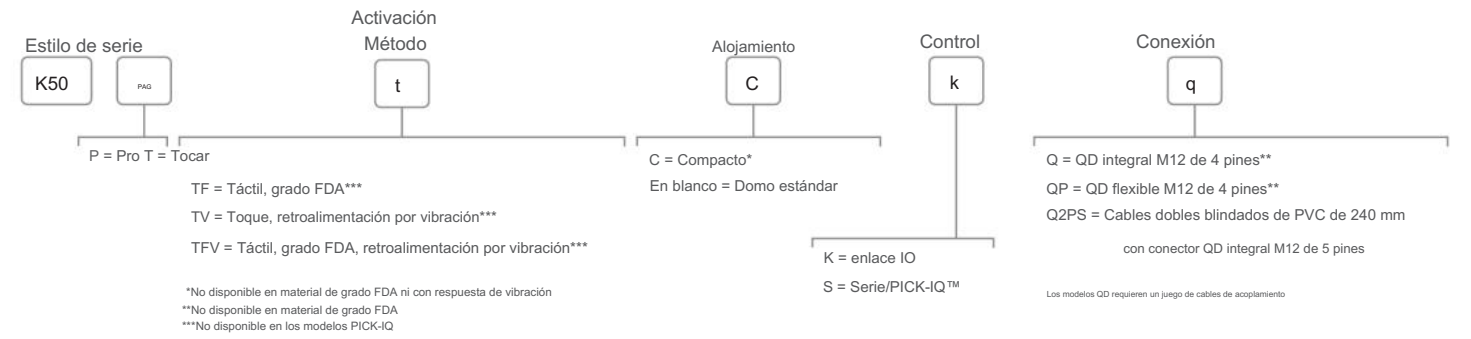 Estilo de serie
Activación
Método
Alojamiento
Control
Conexión
K50
PAG
t
C
k
q
P = Pro T = Tocar
TF = Táctil, grado FDA***
TV = Toque, retroalimentación por vibración***
TFV = Táctil, grado FDA, retroalimentación por vibración***
C = Compacto*
En blanco = Domo estándar
K = enlace IO
S = Serie/PICK-IQ™
Q = QD integral M12 de 4 pines**
QP = QD flexible M12 de 4 pines**
Q2PS = Cables dobles blindados de PVC de 240 mm
con conector QD integral M12 de 5 pines
*No disponible en material de grado FDA ni con respuesta de vibración
**No disponible en material de grado FDA
***No disponible en los modelos PICK-IQ
Los modelos QD requieren un juego de cables de acoplamiento